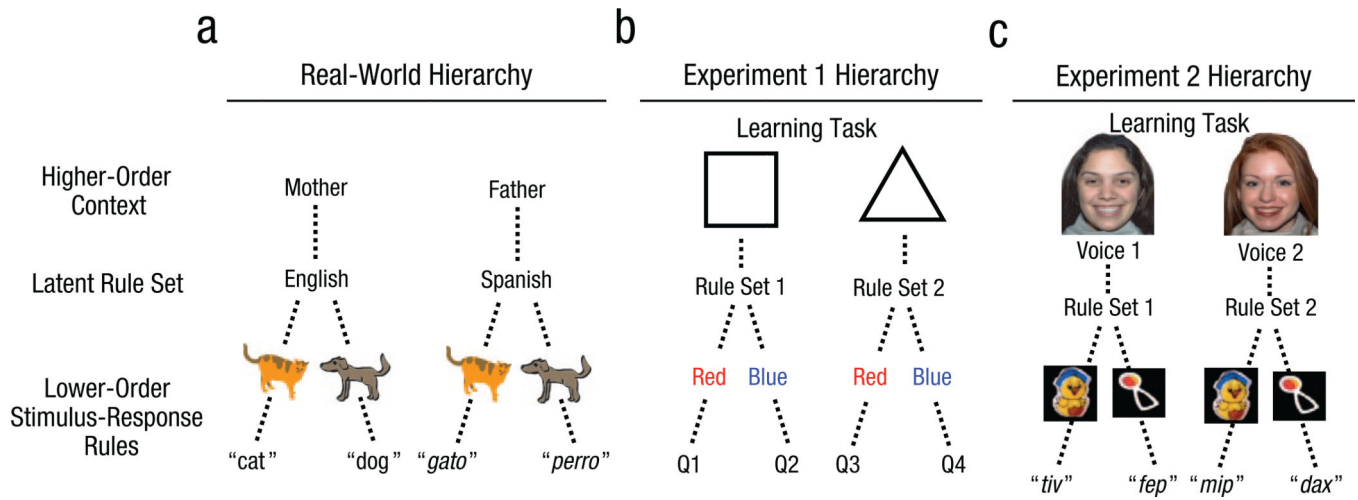 a
Real-World Hierarchy
b
Experiment 1 Hierarchy
c
Experiment 2 Hierarchy
Higher-Order
Context
Latent Rule Set
Lower-Order
Stimulus-Response
Rules
Mother
Father
English
Spanish
“cat”
“dog”
“gato”
“perro”
Learning Task
Rule Set 1
Rule Set 2
Red
Blue
Red
Blue
Q1
Q2
Q3
Q4
Learning Task
Voice 1
Voice 2
Rule Set 1
Rule Set 2
“tiv”
“fep”
“mip”
“dax”